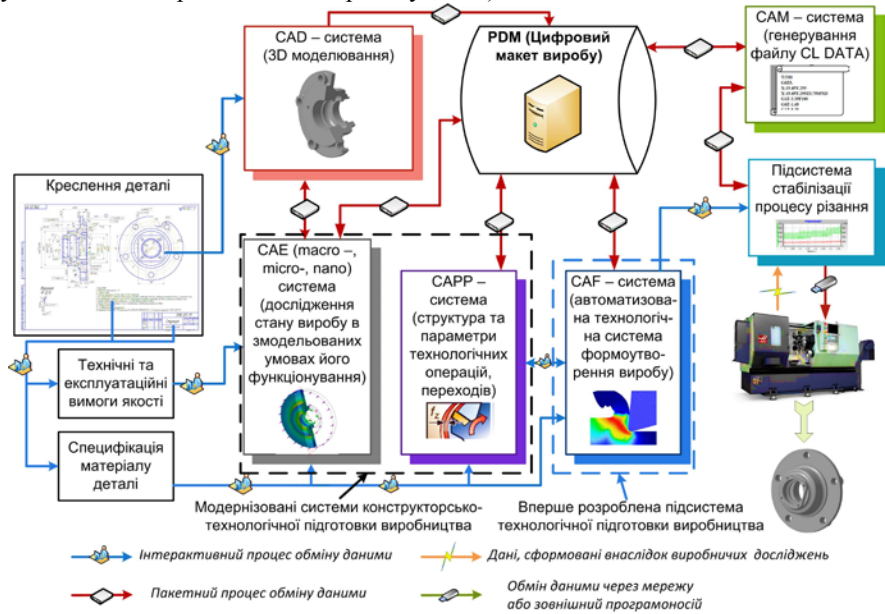 CAD – система
(3D моделювання)
PDM (Цифровий
макет виробу)
CAM – система
(генерування
файлу CL DATA)
Креслення деталі
Підсистема
стабілізації
процесу різання
CAE (macro –,
micro-, nano)
система
(дослідження
стану виробу в
змодельованих
умовах його
функціонування)
CAPP –
система
(структура та
параметри
технологічних
операцій,
переходів)
f z
CAF – система
(автоматизова-
на технологіч-
на система
формоутво-
рення виробу)
Технічні та
експлуатаційні
вимоги якості
Специфікація
матеріалу
деталі
Модернізовані системи конструкторсько-
технологічної підготовки виробництва
Вперше розроблена підсистема
технологічної підготовки виробництва
Інтерактивний процес обміну даними
Дані, сформовані внаслідок виробничих досліджень
Пакетний процес обміну даними
Обмін даними через мережу
або зовнішний програмоносій